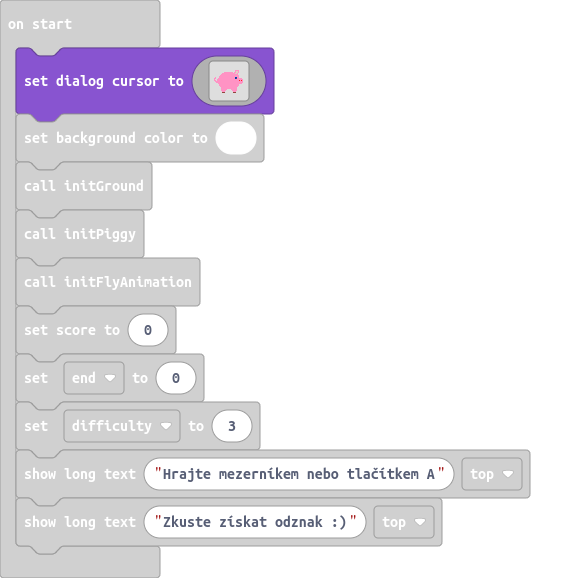 on start
set dialog cursor to
set background color to
call initGround
call initPiggy
call initFlyAnimation
set score to 0
set end to 0
set difficulty to 3
show long text "Hrajte mezerníkem nebo tlačítkem A" top
show long text "Zkuste získat odznak :)" top